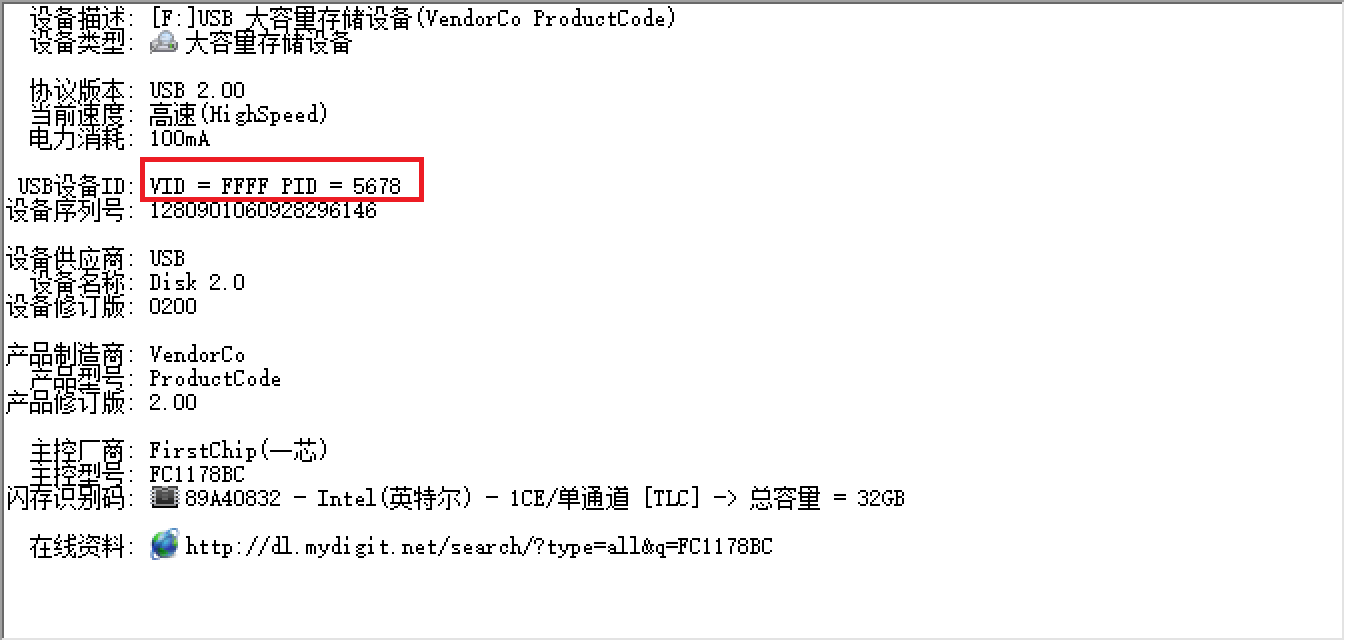 设备描述: [F:]USB 大容量存储设备(VendorCo ProductCode)
设备类型: 大容量存储设备
协议版本: USB 2.00
当前速度: 高速(HighSpeed)
电力消耗: 100mA
USB设备ID: VID = FFFF PID = 5678
设备序列号: 1280901060928296146
设备供应商: USB
设备名称: Disk 2.0
设备修订版: 0200
产品制造商: VendorCo
产品型号: ProductCode
产品修订版: 2.00
主控厂商: FirstChip(一芯)
主控型号: FC1178BC
闪存识别码: 89A40832 - Intel(英特尔) - 1CE/单通道 [TLC] -> 总容量 = 32GB
在线资料: http://dl.mydigit.net/search/?type=all&q=FC1178BC